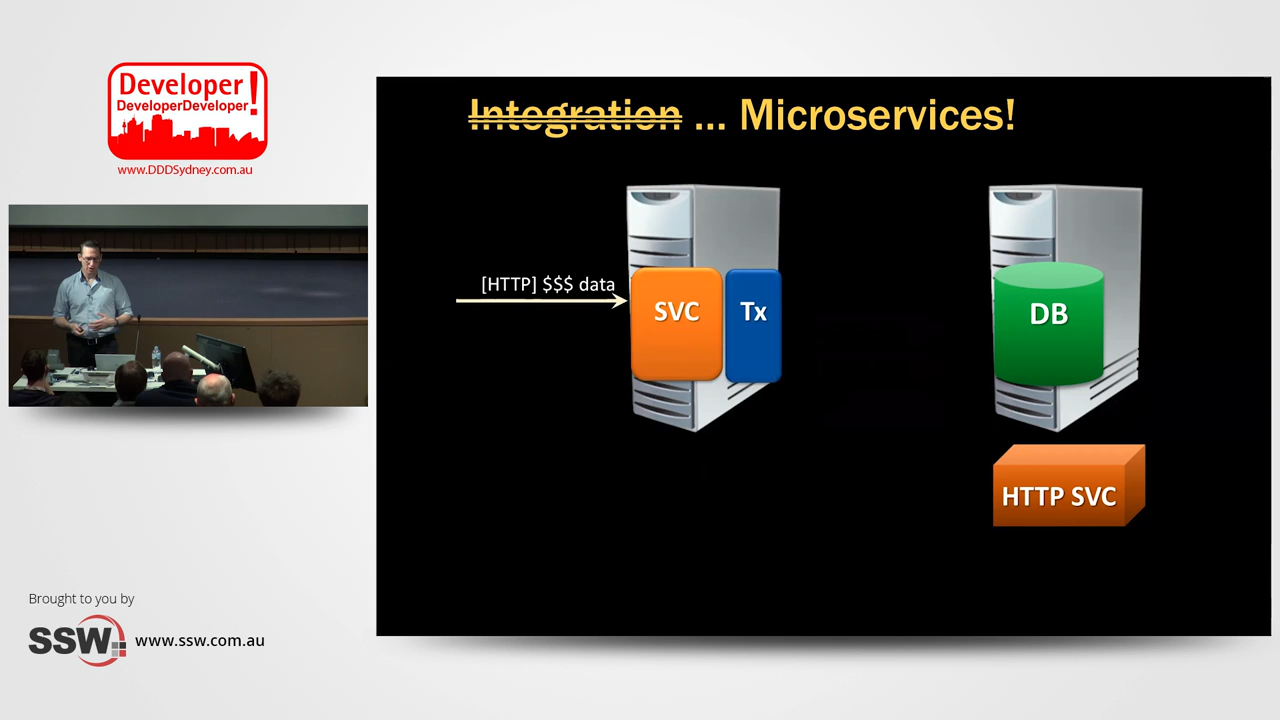 Developer!
DeveloperDeveloper
www.DDDSydney.com.au
Integration ... Microservices!
[HTTP] $$$ data
SVC
Tx
DB
HTTP SVC
Brought to you by
SSW www.ssw.com.au